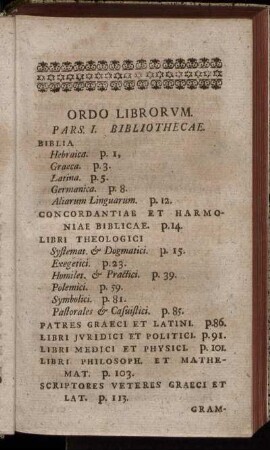 ORDO LIBRORVM.
PARS. I. BIBLIOTHECAE.
BIBLIA
Hebraica. p. 1,
Graeca. p. 3.
Latina. p. 5.
Germanica. p. 8.
Aliarum Linguarum. p. 12.
CONCORDANTIAE ET HARMO-
NIAE BIBLICAE. p. 14.
LIBRI THEOLOGICI
Systemat. & Dogmatici. p. 15.
Exegetici. p. 23.
Homilet. & Practici. p. 39.
Polemici. p. 59.
Symbolici. p. 81.
Pastorales & Casuistici. p. 85.
PATRES GRAECI ET LATINI. p. 86.
LIBRI JVRIDICI ET POLITICI. p. 91.
LIBRI MEDICI ET PHYSICI. p. 101.
LIBRI PHILOSOPH. ET MATHE-
MAT. p. 103.
SCRIPTORES VETERES GRAECI ET
LAT. p. 113.
GRAM-